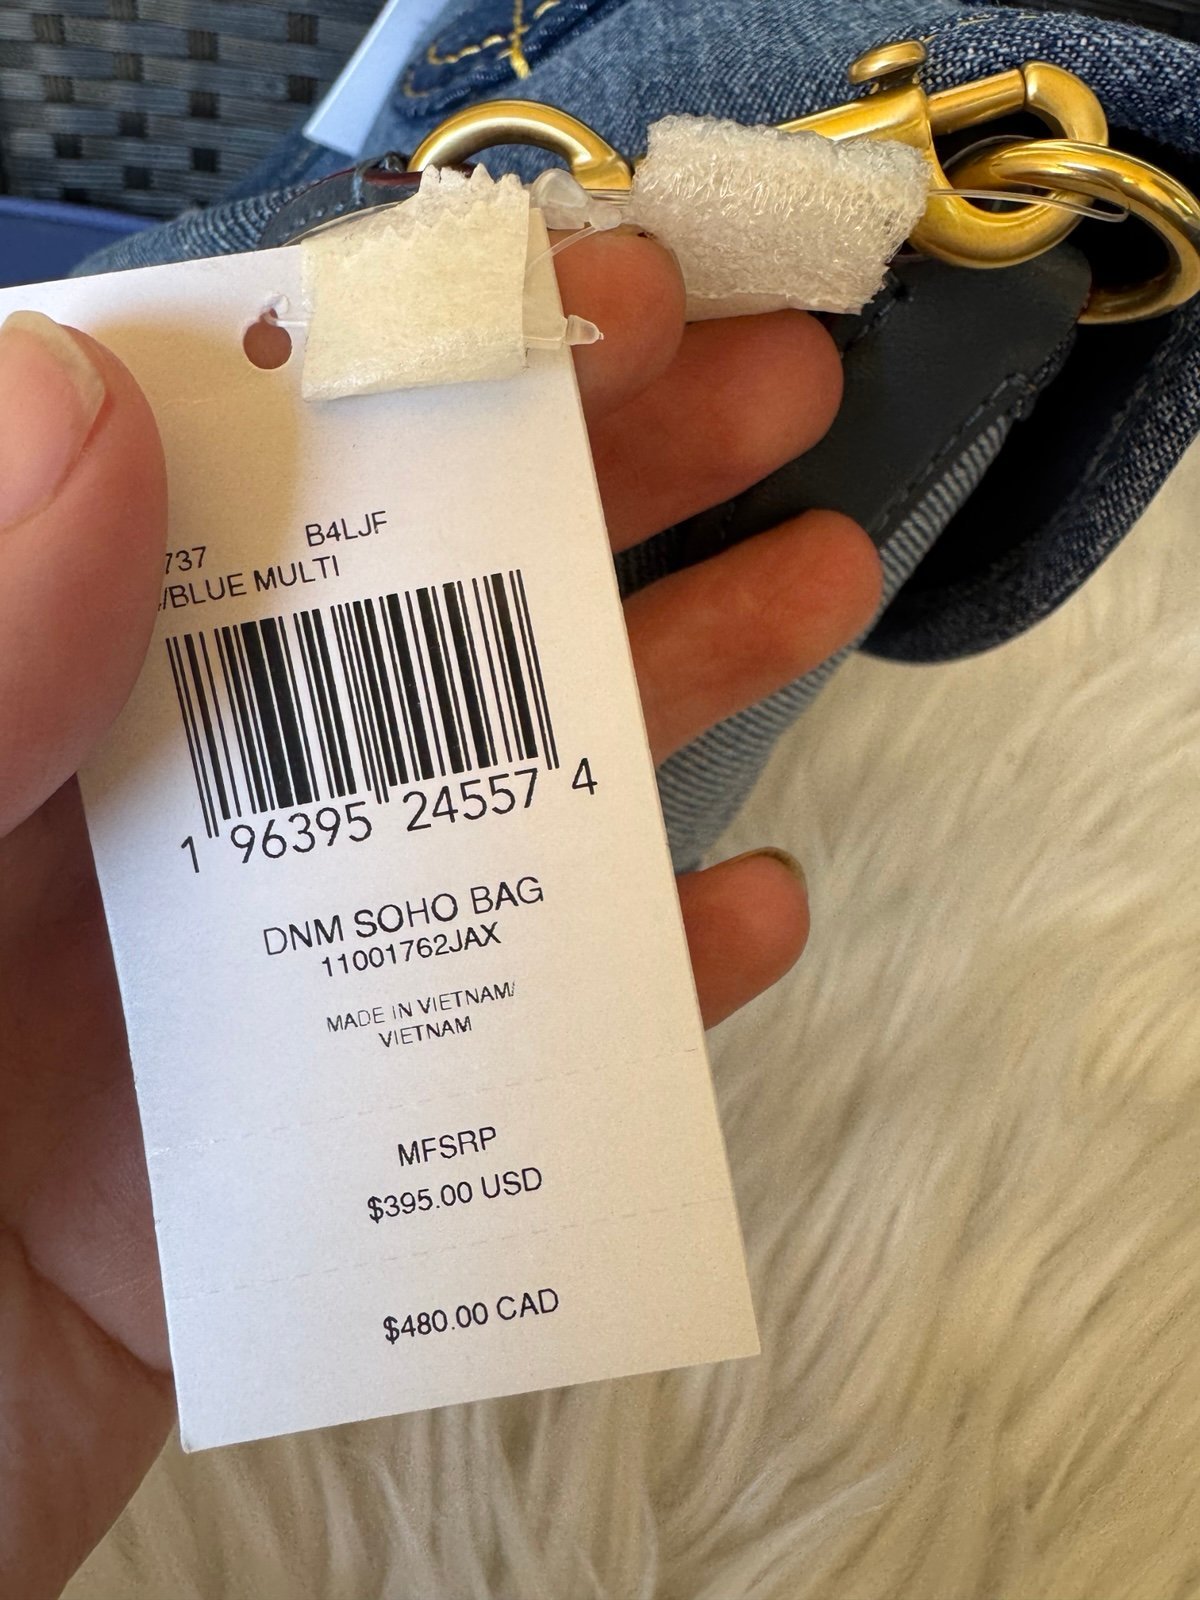 737 B4LJF
/BLUE MULTI
1 96395 24557 4
DNM SOHO BAG
11001762JAX
MADE IN VIETNAM/
VIETNAM
MFSRP
$395.00 USD
$480.00 CAD